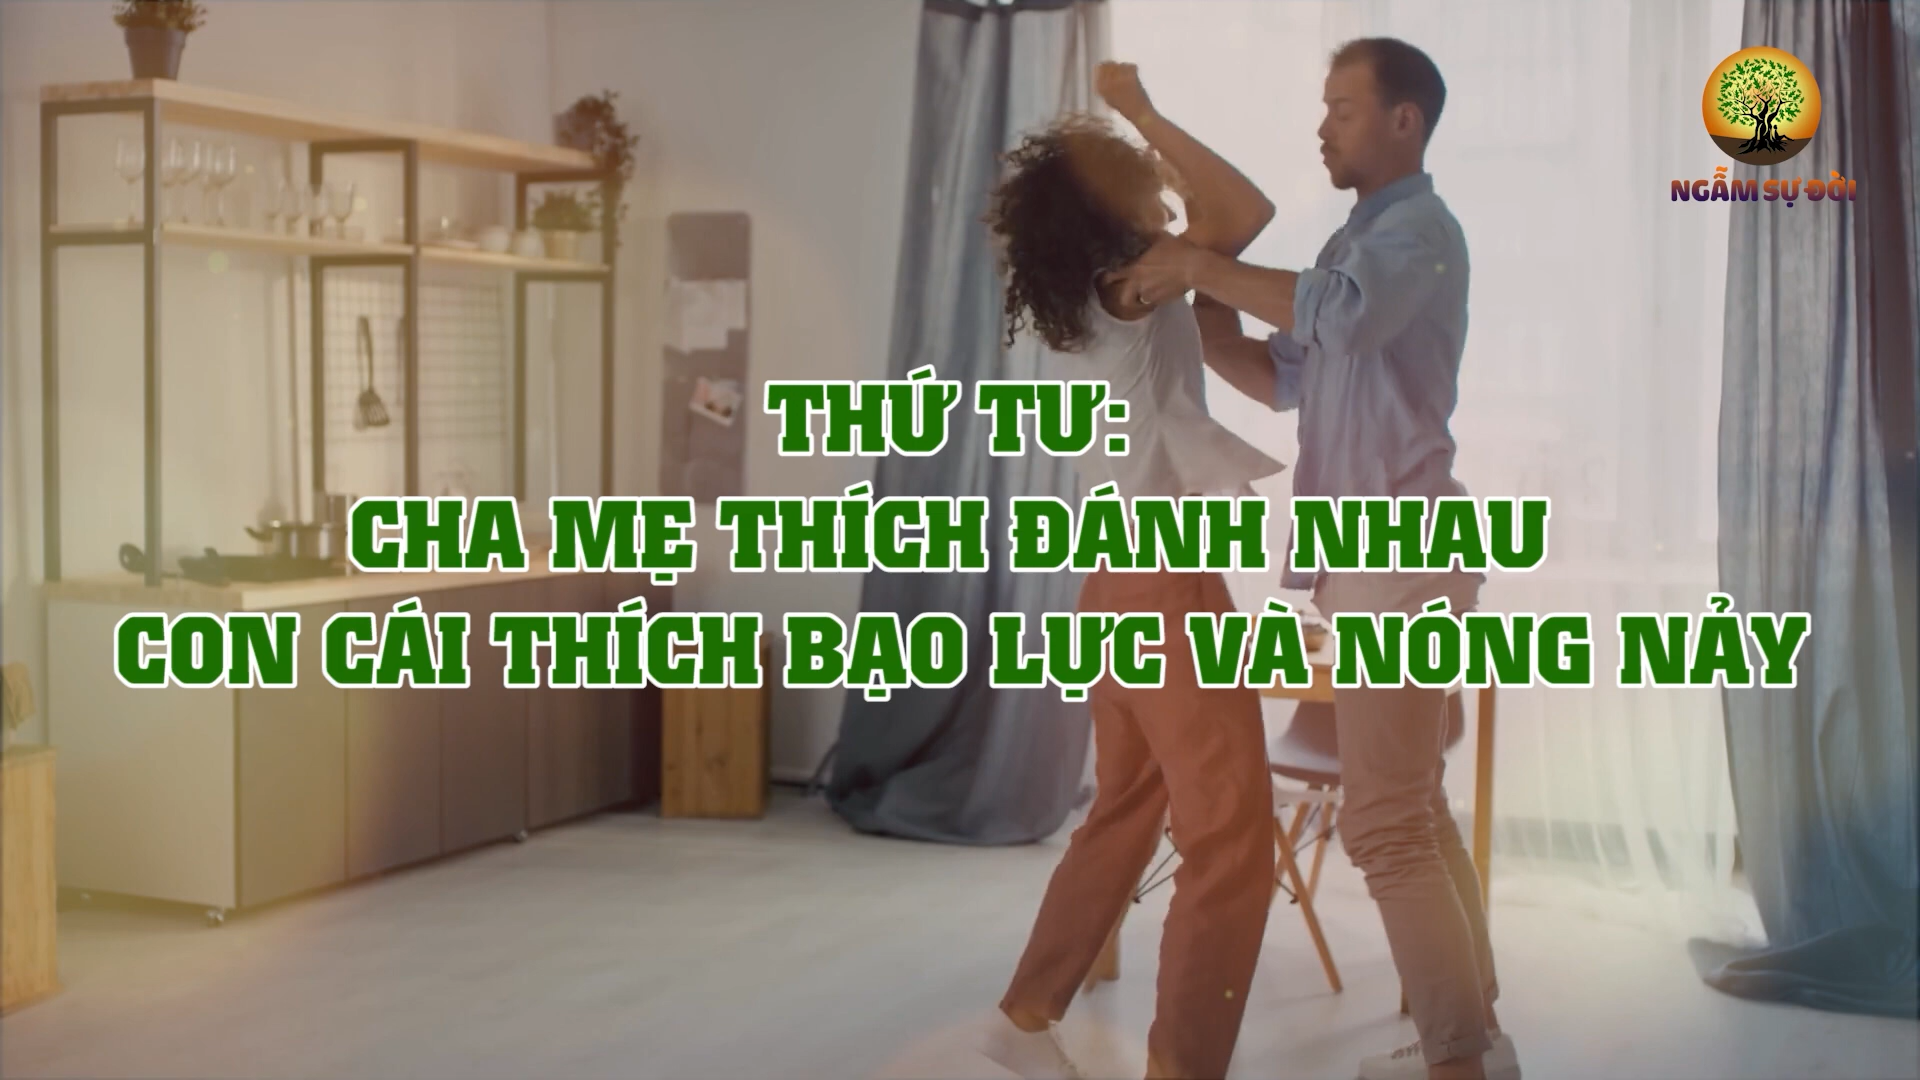 NGẪM SỰ ĐỜI
THỨ TƯ:
CHA MẸ THÍCH ĐÁNH NHAU
CON CÁI THÍCH BẠO LỰC VÀ NÓNG NẢY